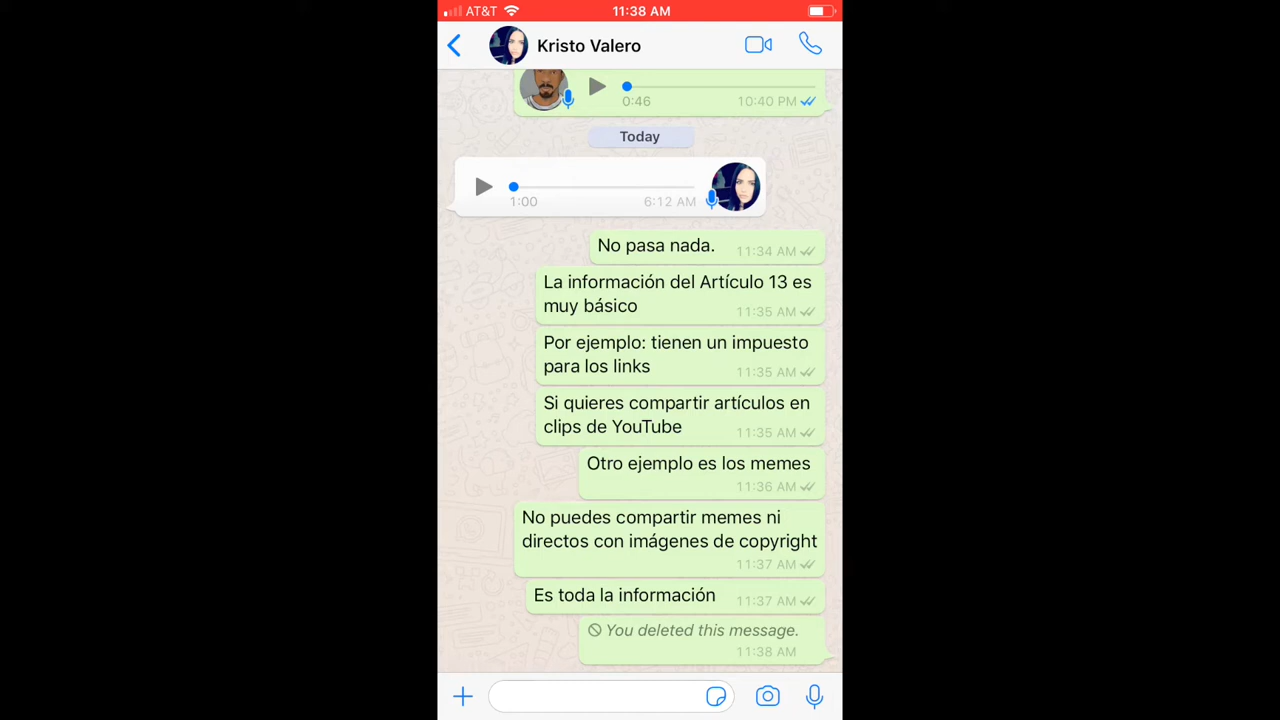 AT&T 11:38 AM
Kristo Valero
0:46 10:40 PM
Today
1:00 6:12 AM
No pasa nada. 11:34 AM
La información del Artículo 13 es
muy básico 11:35 AM
Por ejemplo: tienen un impuesto
para los links 11:35 AM
Si quieres compartir artículos en
clips de YouTube 11:35 AM
Otro ejemplo es los memes
11:36 AM
No puedes compartir memes ni
directos con imágenes de copyright
11:37 AM
Es toda la información 11:37 AM
You deleted this message.
11:38 AM